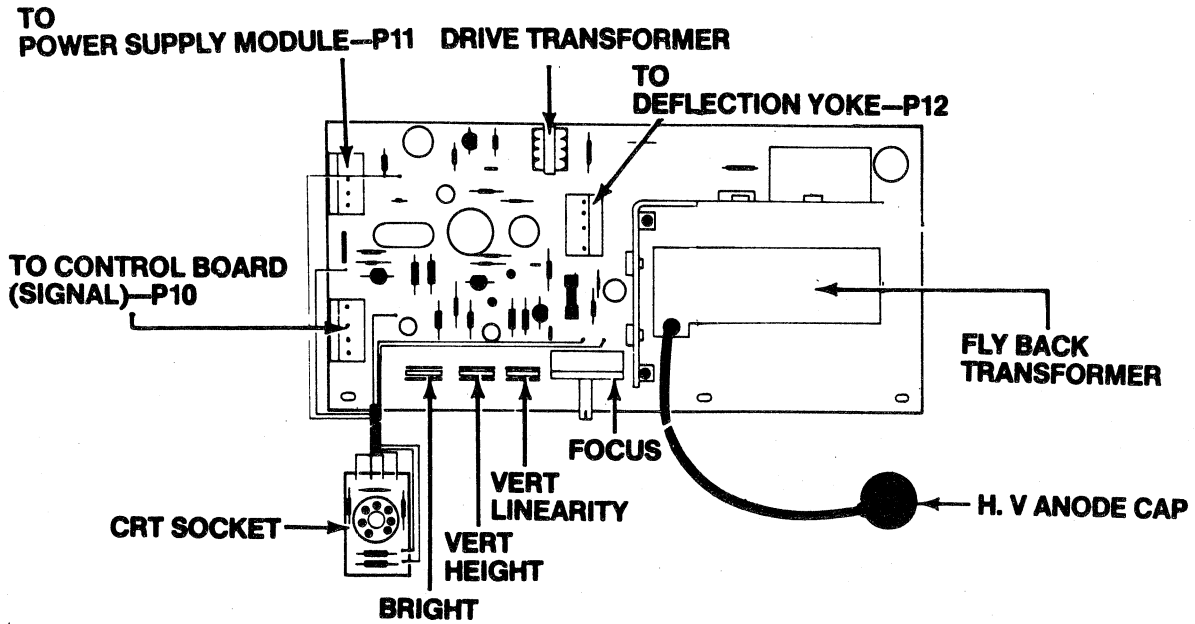 TO
POWER SUPPLY MODULE—P11
DRIVE TRANSFORMER
TO
DEFLECTION YOKE—P12
TO CONTROL BOARD
(SIGNAL)—P10
FLY BACK
TRANSFORMER
FOCUS
VERT
LINEARITY
H. V ANODE CAP
CRT SOCKET
VERT
HEIGHT
BRIGHT